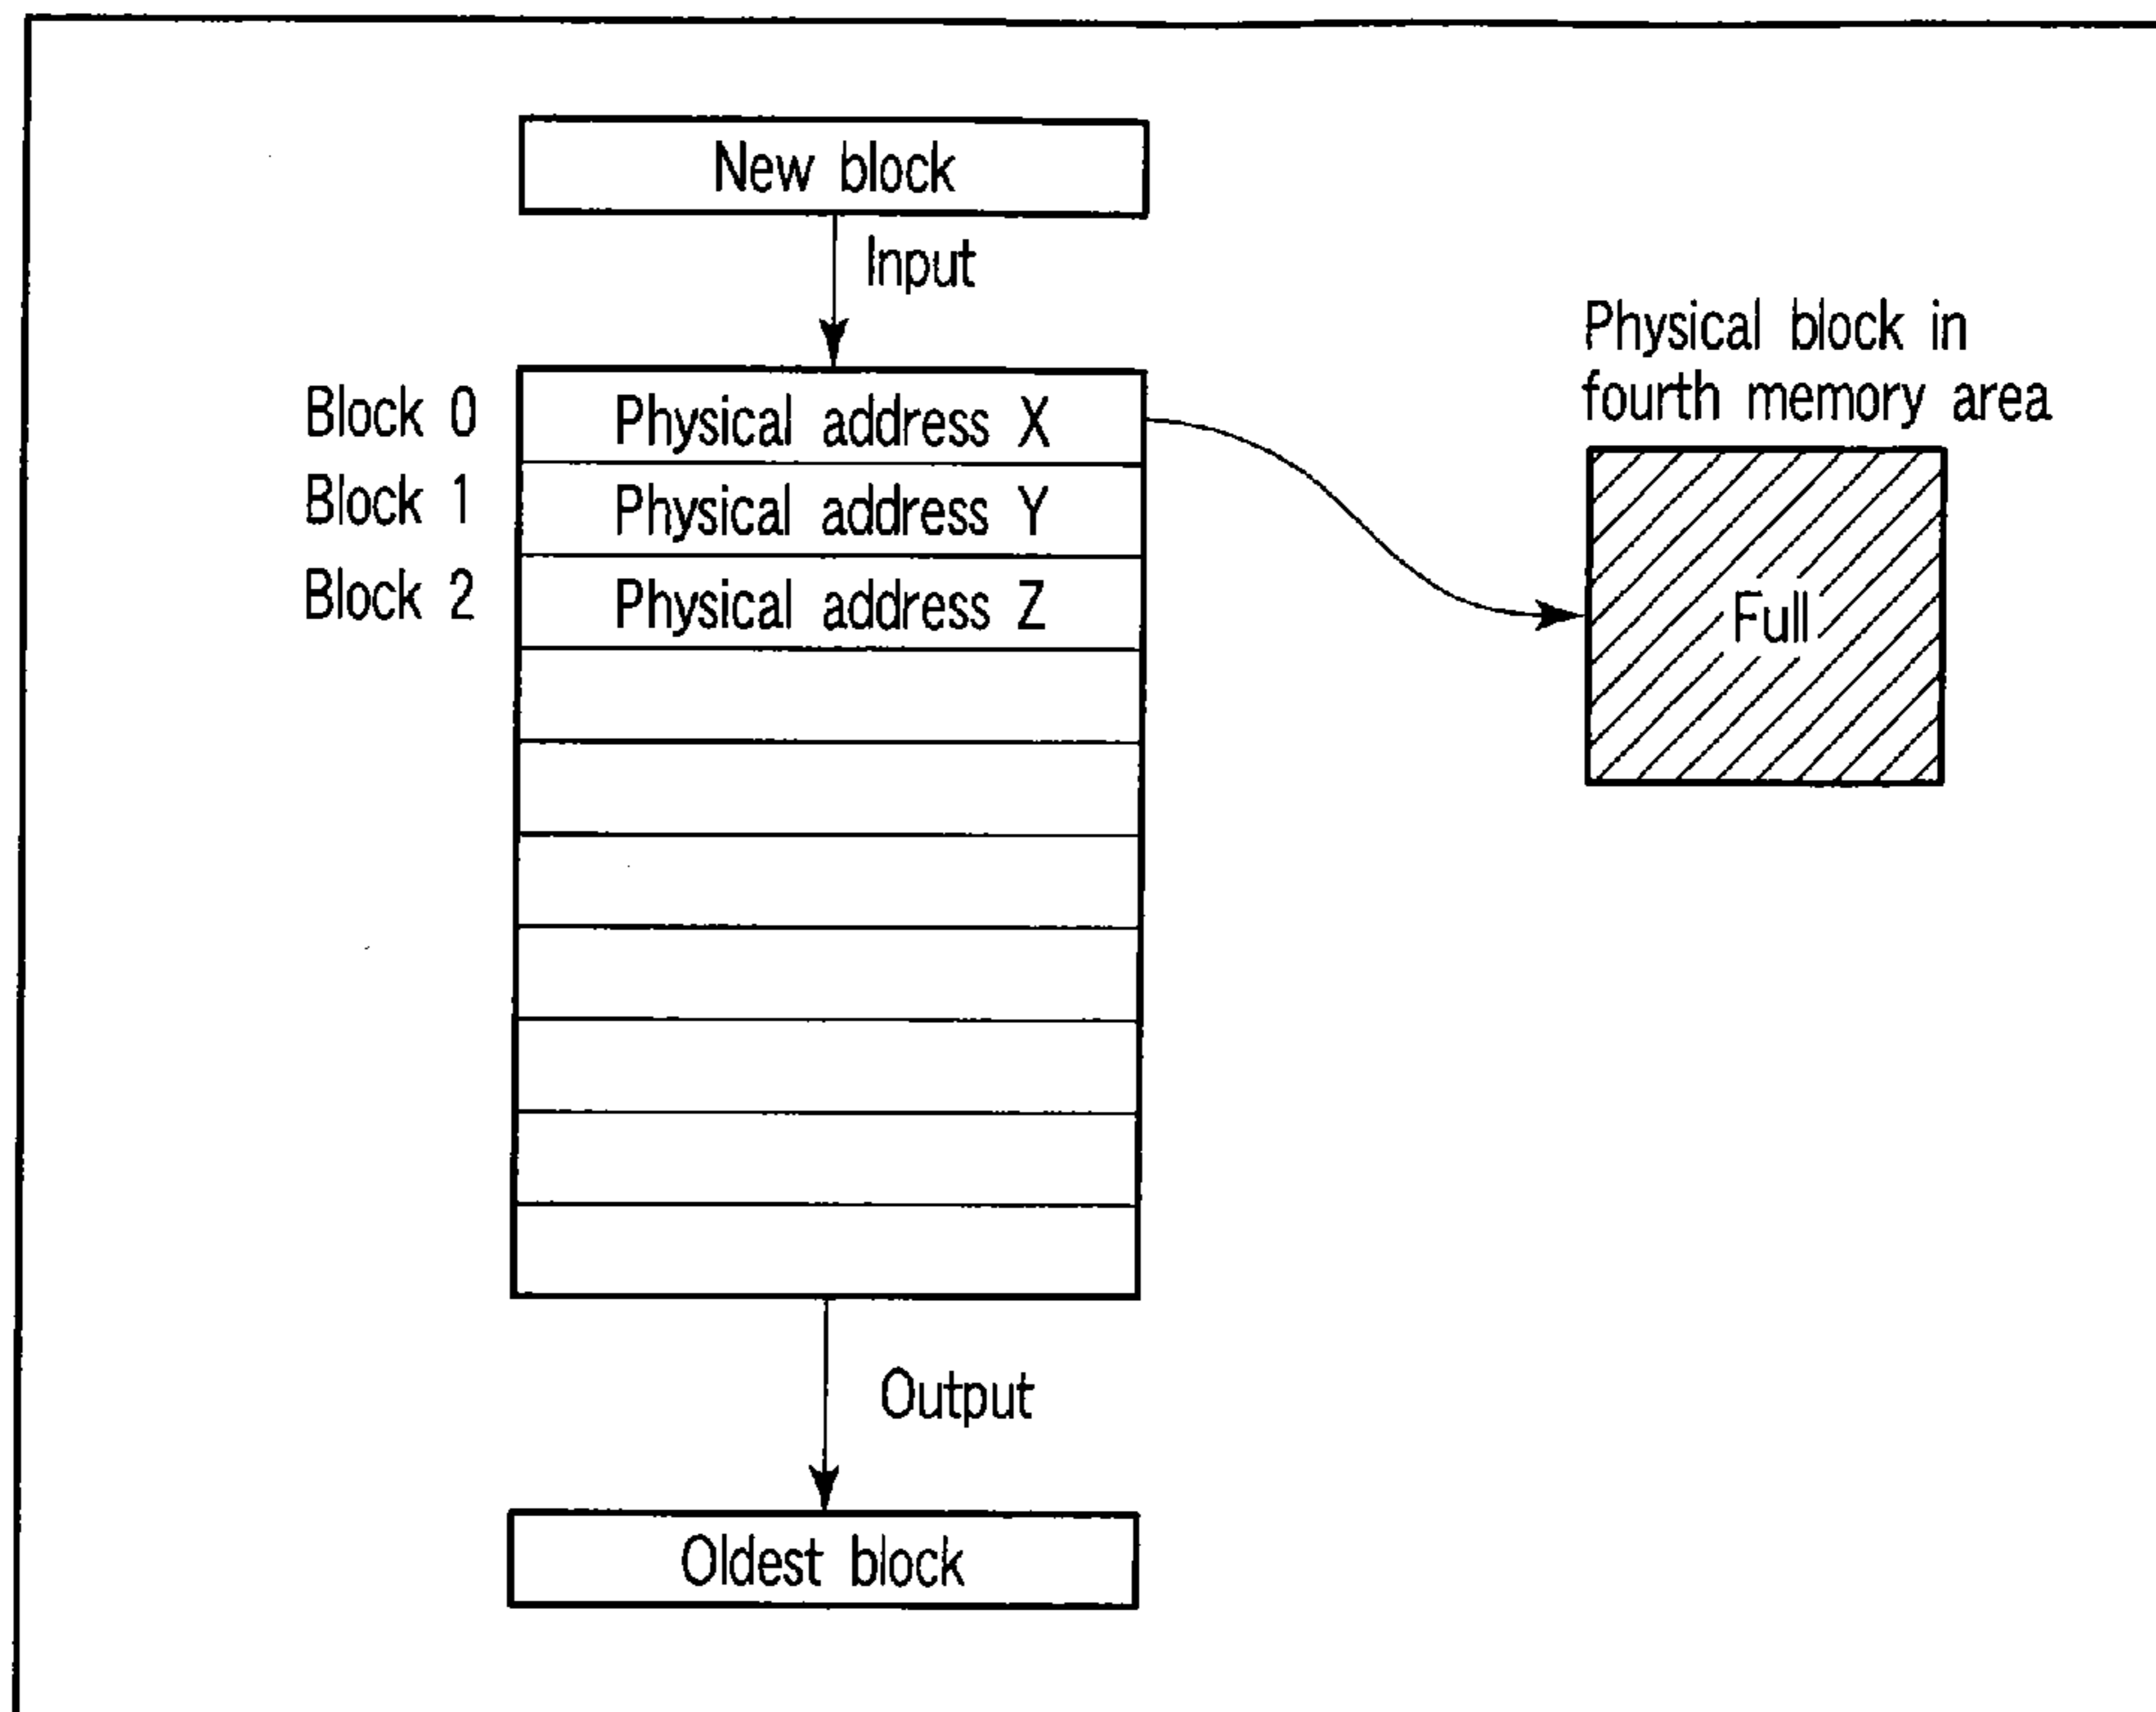 New block
Input
Physical block in
fourth memory area
Block 0 Physical address X
Block 1 Physical address Y
Block 2 Physical address Z
Full
Output
Oldest block